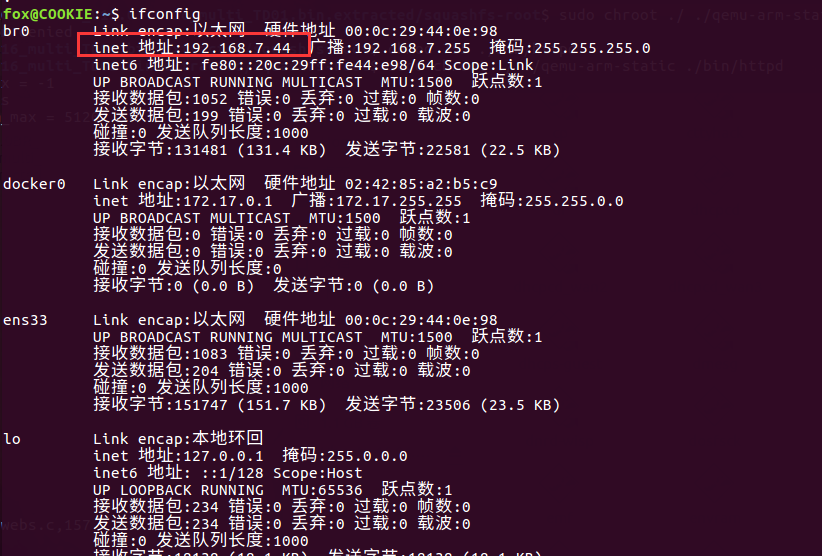 fox@COOKIE:~$ ifconfig
br0 Link encap:以太网 硬件地址 00:0c:29:44:0e:98
inet 地址:192.168.7.44 广播:192.168.7.255 掩码:255.255.255.0
inet6 地址: fe80::20c:29ff:fe44:e98/64 Scope:Link
UP BROADCAST RUNNING MULTICAST MTU:1500 跃点数:1
接收数据包:1052 错误:0 丢弃:0 过载:0 帧数:0
发送数据包:199 错误:0 丢弃:0 过载:0 载波:0
碰撞:0 发送队列长度:1000
接收字节:131481 (131.4 KB) 发送字节:22581 (22.5 KB)
docker0 Link encap:以太网 硬件地址 02:42:85:a2:b5:c9
inet 地址:172.17.0.1 广播:172.17.255.255 掩码:255.255.0.0
UP BROADCAST MULTICAST MTU:1500 跃点数:1
接收数据包:0 错误:0 丢弃:0 过载:0 帧数:0
发送数据包:0 错误:0 丢弃:0 过载:0 载波:0
碰撞:0 发送队列长度:0
接收字节:0 (0.0 B) 发送字节:0 (0.0 B)
ens33 Link encap:以太网 硬件地址 00:0c:29:44:0e:98
UP BROADCAST RUNNING MULTICAST MTU:1500 跃点数:1
接收数据包:1083 错误:0 丢弃:0 过载:0 帧数:0
发送数据包:204 错误:0 丢弃:0 过载:0 载波:0
碰撞:0 发送队列长度:1000
接收字节:151747 (151.7 KB) 发送字节:23506 (23.5 KB)
lo Link encap:本地环回
inet 地址:127.0.0.1 掩码:255.0.0.0
inet6 地址: ::1/128 Scope:Host
UP LOOPBACK RUNNING MTU:65536 跃点数:1
接收数据包:234 错误:0 丢弃:0 过载:0 帧数:0
发送数据包:234 错误:0 丢弃:0 过载:0 载波:0
碰撞:0 发送队列长度:1000